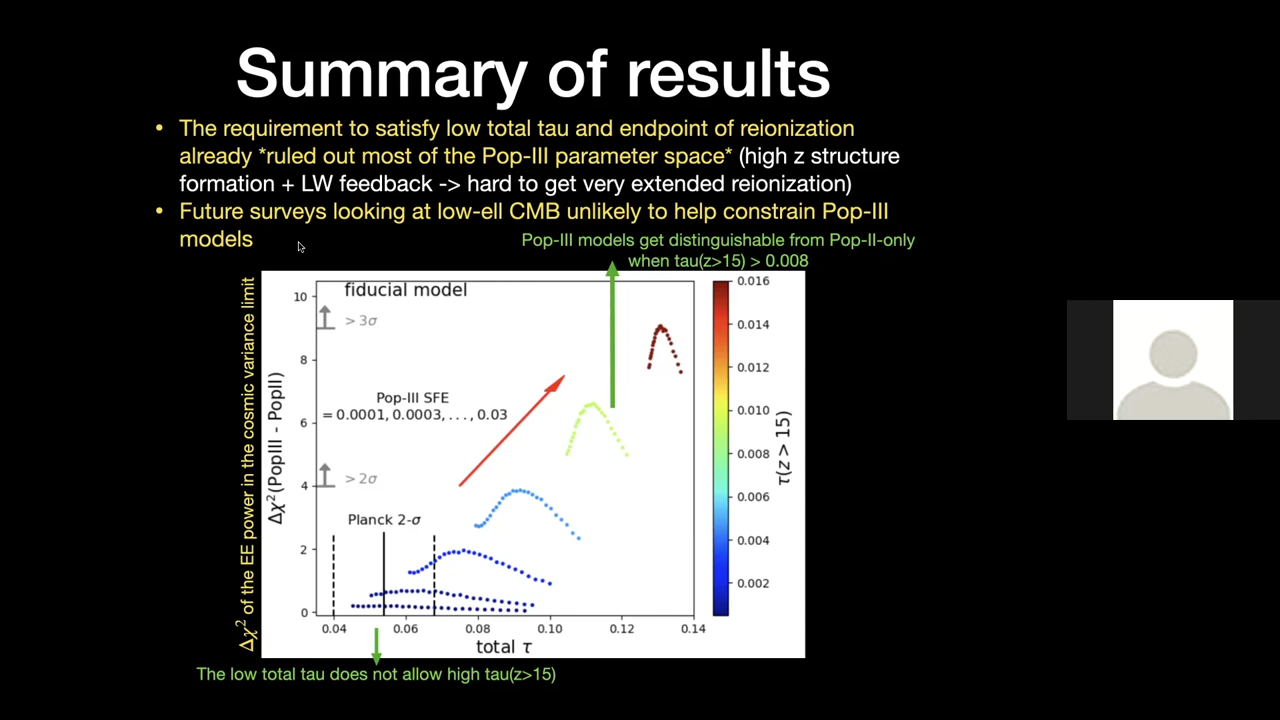 Summary of results
• The requirement to satisfy low total tau and endpoint of reionization
already *ruled out most of the Pop-III parameter space* (high z structure
formation + LW feedback -> hard to get very extended reionization)
• Future surveys looking at low-ell CMB unlikely to help constrain Pop-III
models
Pop-III models get distinguishable from Pop-II-only
when tau(z>15) > 0.008
Δχ² of the EE power in the cosmic variance limit
Δχ²(PopIII - PopII)
10
8
6
4
2
0
fiducial model
> 3σ
Pop-III SFE
= 0.0001, 0.0003, . . . , 0.03
> 2σ
Planck 2-σ
0.04 0.06 0.08 0.10 0.12 0.14
total τ
0.016
0.014
0.012
0.010
0.008
0.006
0.004
0.002
τ(z > 15)
The low total tau does not allow high tau(z>15)